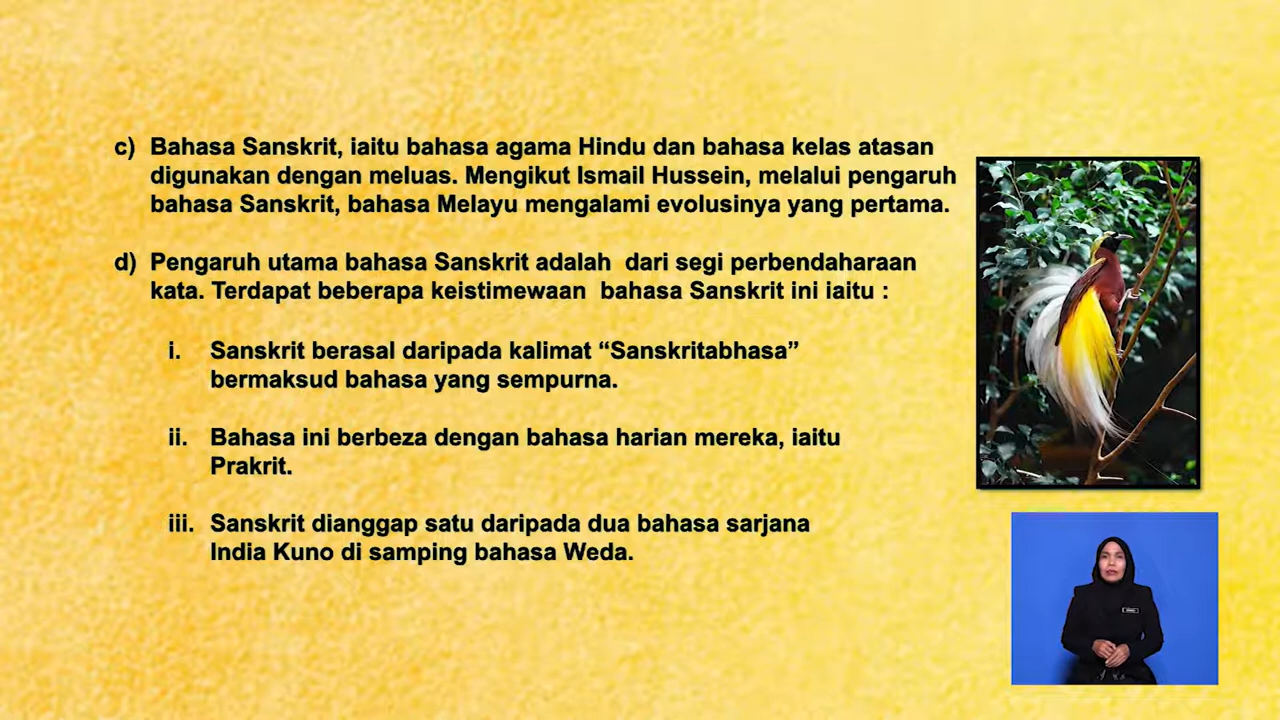 c) Bahasa Sanskrit, iaitu bahasa agama Hindu dan bahasa kelas atasan
digunakan dengan meluas. Mengikut Ismail Hussein, melalui pengaruh
bahasa Sanskrit, bahasa Melayu mengalami evolusinya yang pertama.
d) Pengaruh utama bahasa Sanskrit adalah dari segi perbendaharaan
kata. Terdapat beberapa keistimewaan bahasa Sanskrit ini iaitu :
i. Sanskrit berasal daripada kalimat “Sanskritabhasa”
bermaksud bahasa yang sempurna.
ii. Bahasa ini berbeza dengan bahasa harian mereka, iaitu
Prakrit.
iii. Sanskrit dianggap satu daripada dua bahasa sarjana
India Kuno di samping bahasa Weda.